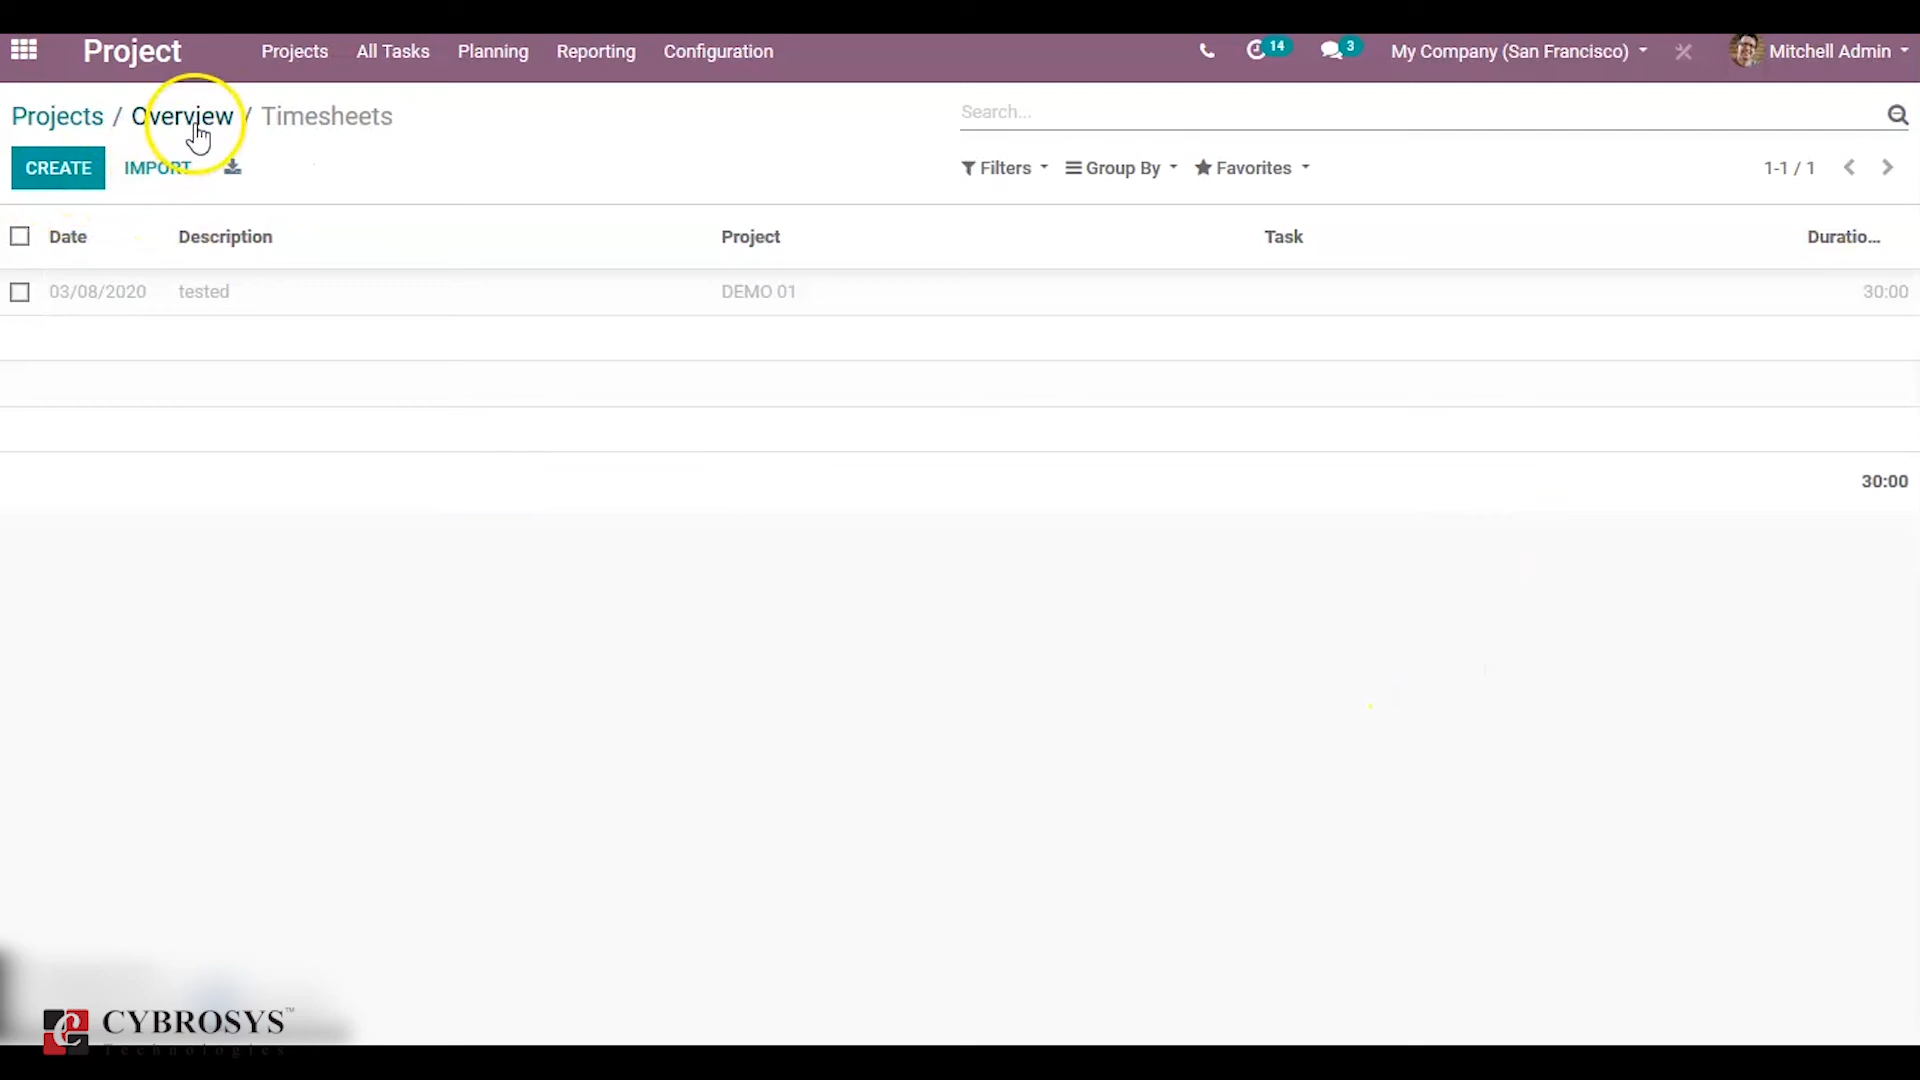 Project Projects All Tasks Planning Reporting Configuration 14 3 My Company (San Francisco) Mitchell Admin
Projects / Overview / Timesheets Search...
CREATE IMPORT Filters Group By Favorites 1-1 / 1
Date Description Project Task Duratio...
03/08/2020 tested DEMO 01 30:00
30:00
CYBROSYS™
Technologies